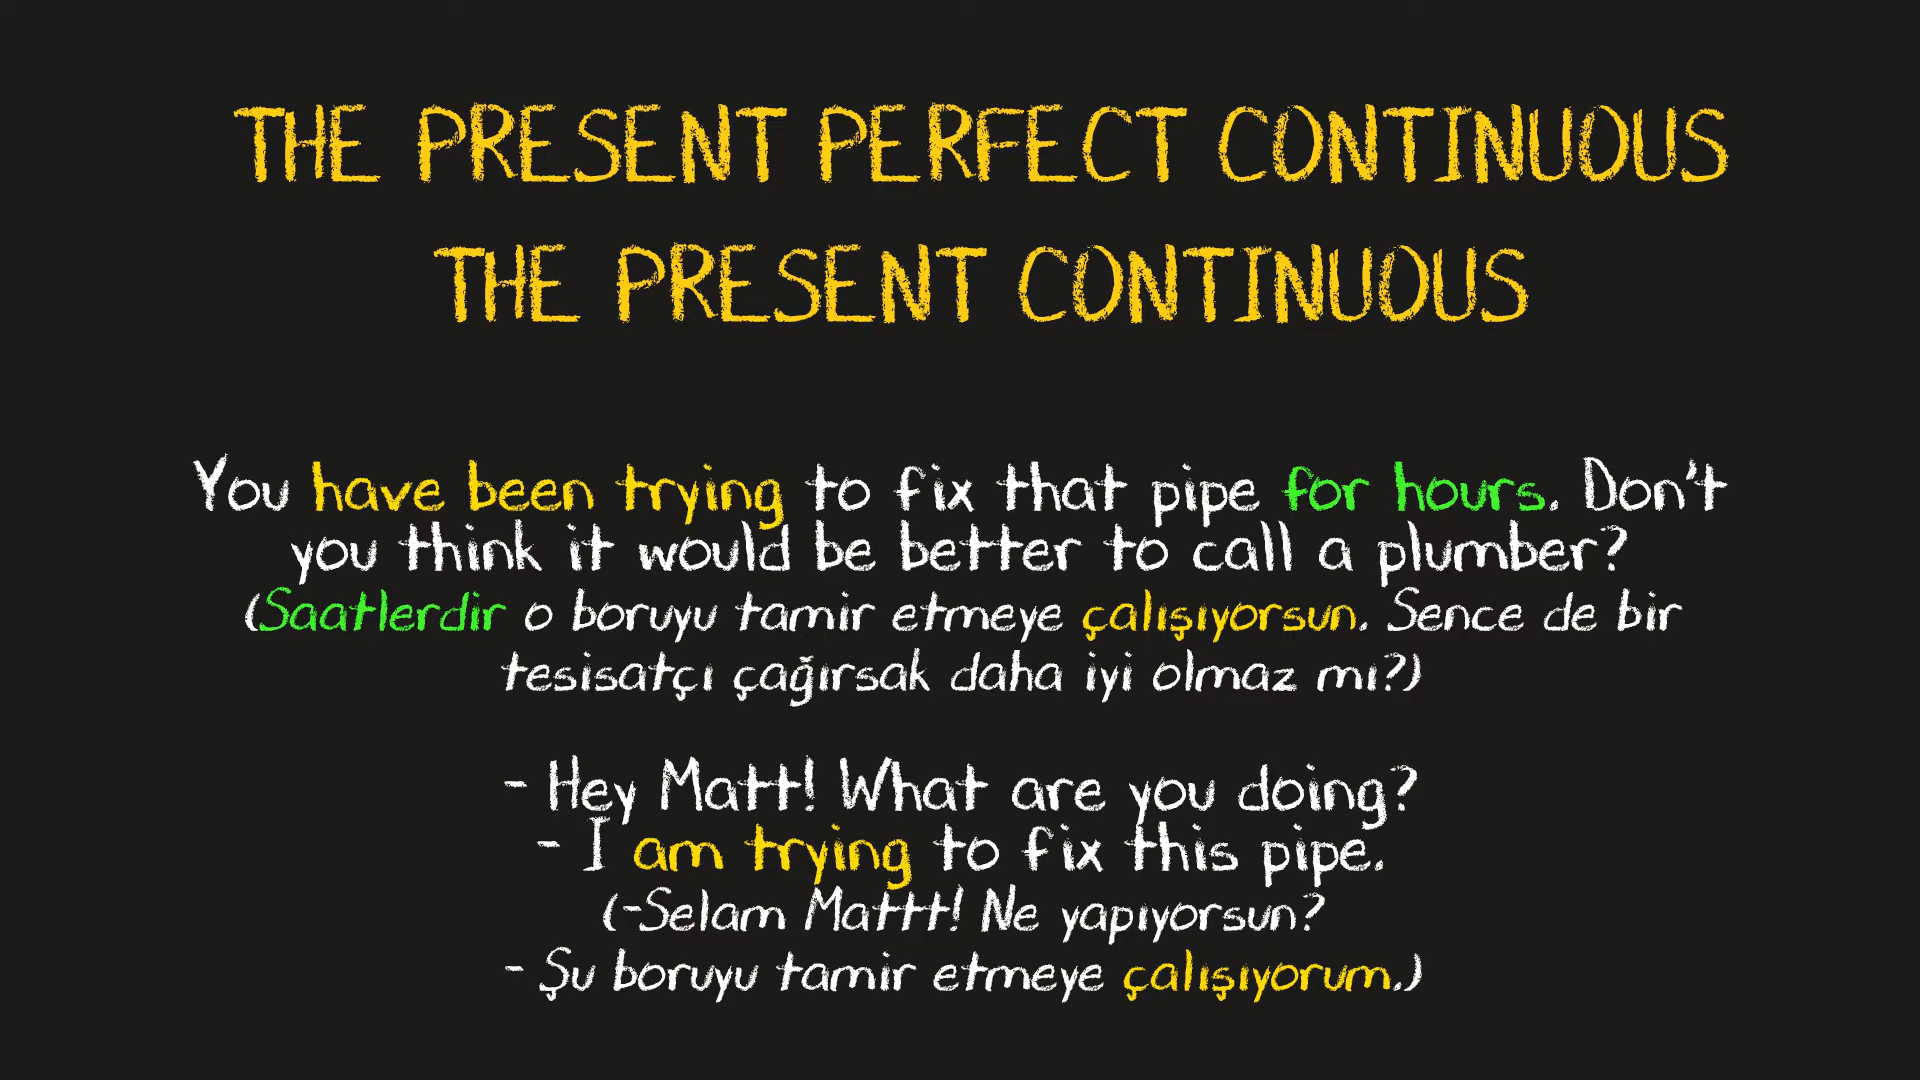 THE PRESENT PERFECT CONTINUOUS
THE PRESENT CONTINUOUS
You have been trying to fix that pipe for hours. Don't
you think it would be better to call a plumber?
(Saatlerdir o boruyu tamir etmeye çalışıyorsun. Sence de bir
tesisatçı çağırsak daha iyi olmaz mı?)
- Hey Matt! What are you doing?
- I am trying to fix this pipe.
(-Selam Mattt! Ne yapıyorsun?
- Şu boruyu tamir etmeye çalışıyorum.)